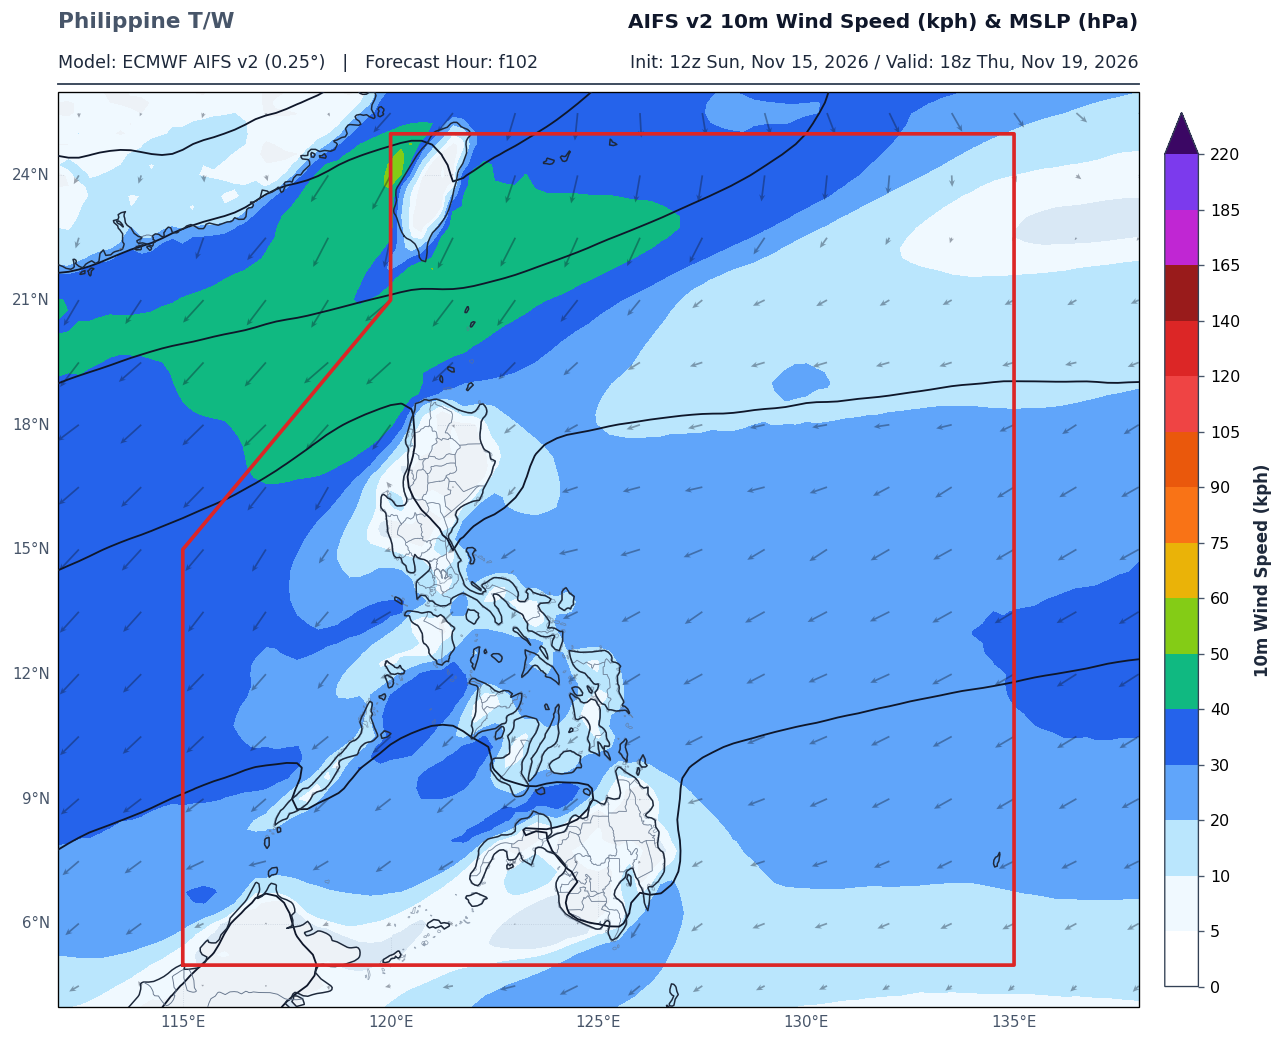 Philippine T/W
AIFS v2 10m Wind Speed (kph) & MSLP (hPa)
Model: ECMWF AIFS v2 (0.25°) | Forecast Hour: f102
Init: 12z Sun, Nov 15, 2026 / Valid: 18z Thu, Nov 19, 2026
24°N
21°N
18°N
15°N
12°N
9°N
6°N
115°E
120°E
125°E
130°E
135°E
220
185
165
140
120
105
90
75
60
50
40
30
20
10
5
0
10m Wind Speed (kph)